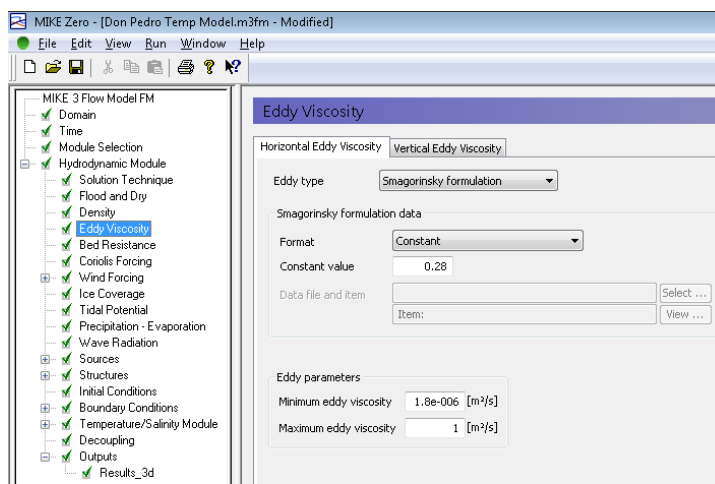 MIKE Zero - [Don Pedro Temp Model.m3fm - Modified]
File Edit View Run Window Help
MIKE 3 Flow Model FM
Domain
Time
Module Selection
Hydrodynamic Module
Solution Technique
Flood and Dry
Density
Eddy Viscosity
Bed Resistance
Coriolis Forcing
Wind Forcing
Ice Coverage
Tidal Potential
Precipitation - Evaporation
Wave Radiation
Sources
Structures
Initial Conditions
Boundary Conditions
Temperature/Salinity Module
Decoupling
Outputs
Results_3d
Eddy Viscosity
Horizontal Eddy Viscosity Vertical Eddy Viscosity
Eddy type Smagorinsky formulation
Smagorinsky formulation data
Format Constant
Constant value 0.28
Data file and item Select ...
Item: View ...
Eddy parameters
Minimum eddy viscosity 1.8e-006 [m²/s]
Maximum eddy viscosity 1 [m²/s]